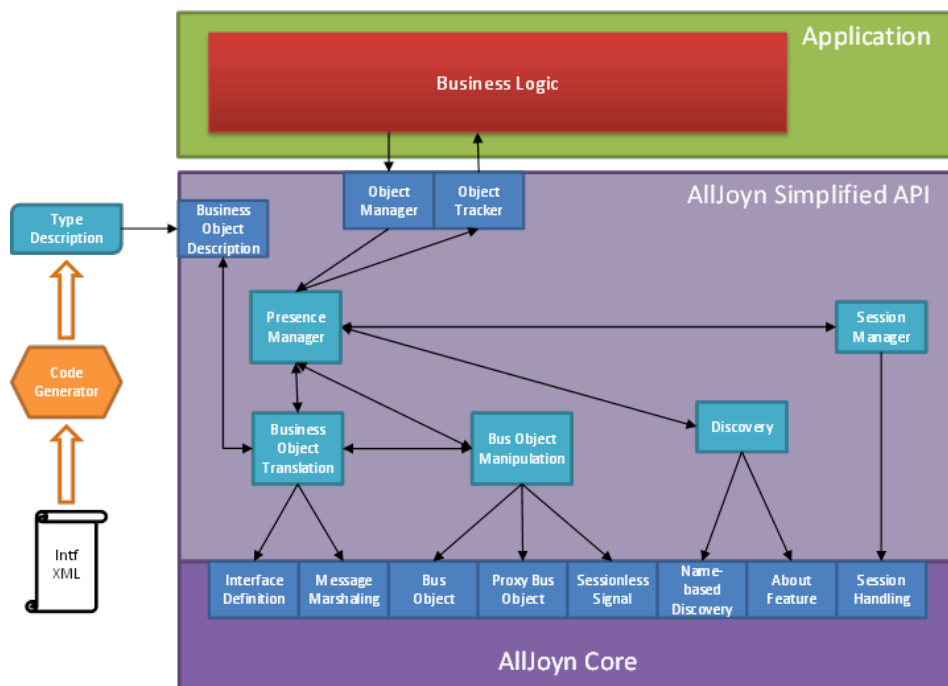 Application
Business Logic
AllJoyn Simplified API
Object
Manager
Object
Tracker
Type
Description
Business
Object
Description
Presence
Manager
Session
Manager
Code
Generator
Business
Object
Translation
Bus Object
Manipulation
Discovery
Intf
XML
Interface
Definition
Message
Marshaling
Bus
Object
Proxy Bus
Object
Sessionless
Signal
Name-
based
Discovery
About
Feature
Session
Handling
AllJoyn Core